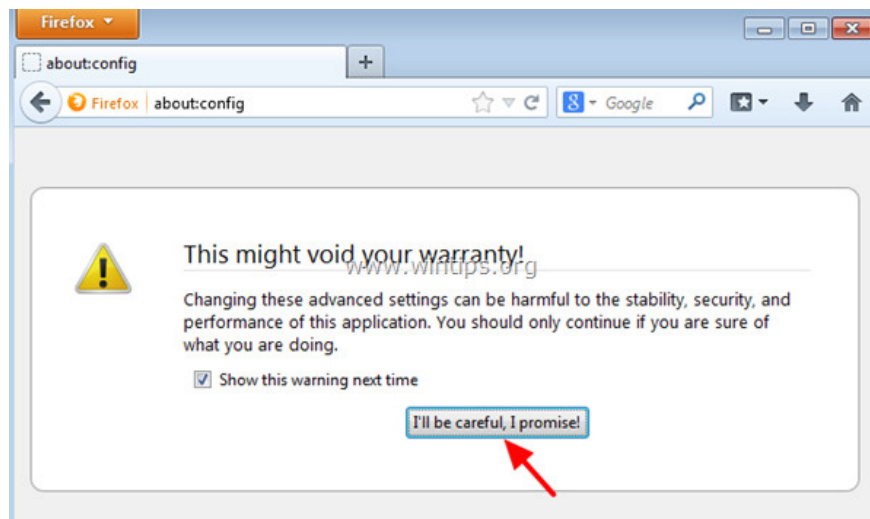 Firefox
about:config
Firefox about:config Google
This might void your warranty!
www.wintips.org
Changing these advanced settings can be harmful to the stability, security, and
performance of this application. You should only continue if you are sure of
what you are doing.
Show this warning next time
I'll be careful, I promise!